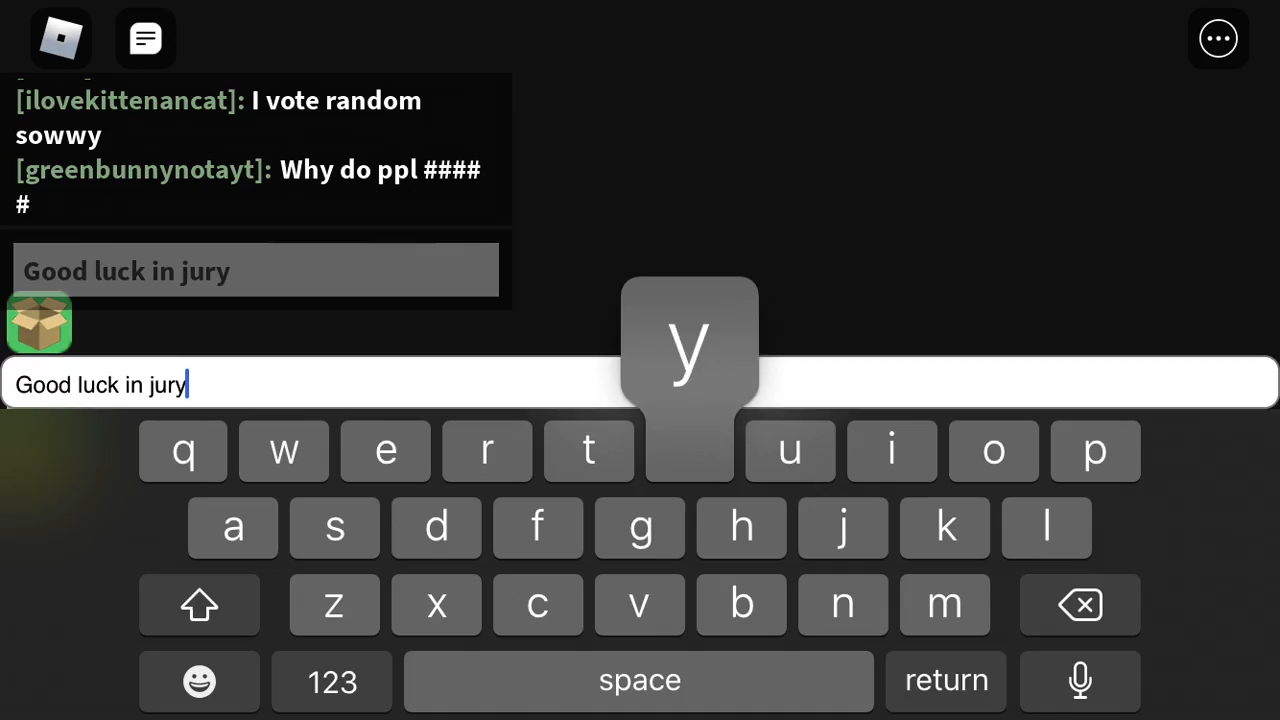 [ilovekittenancat]: I vote random
sowwy
[greenbunnynotayt]: Why do ppl ####
#
Good luck in jury
Good luck in jury
y
q w e r t u i o p
a s d f g h j k l
z x c v b n m
123 space return